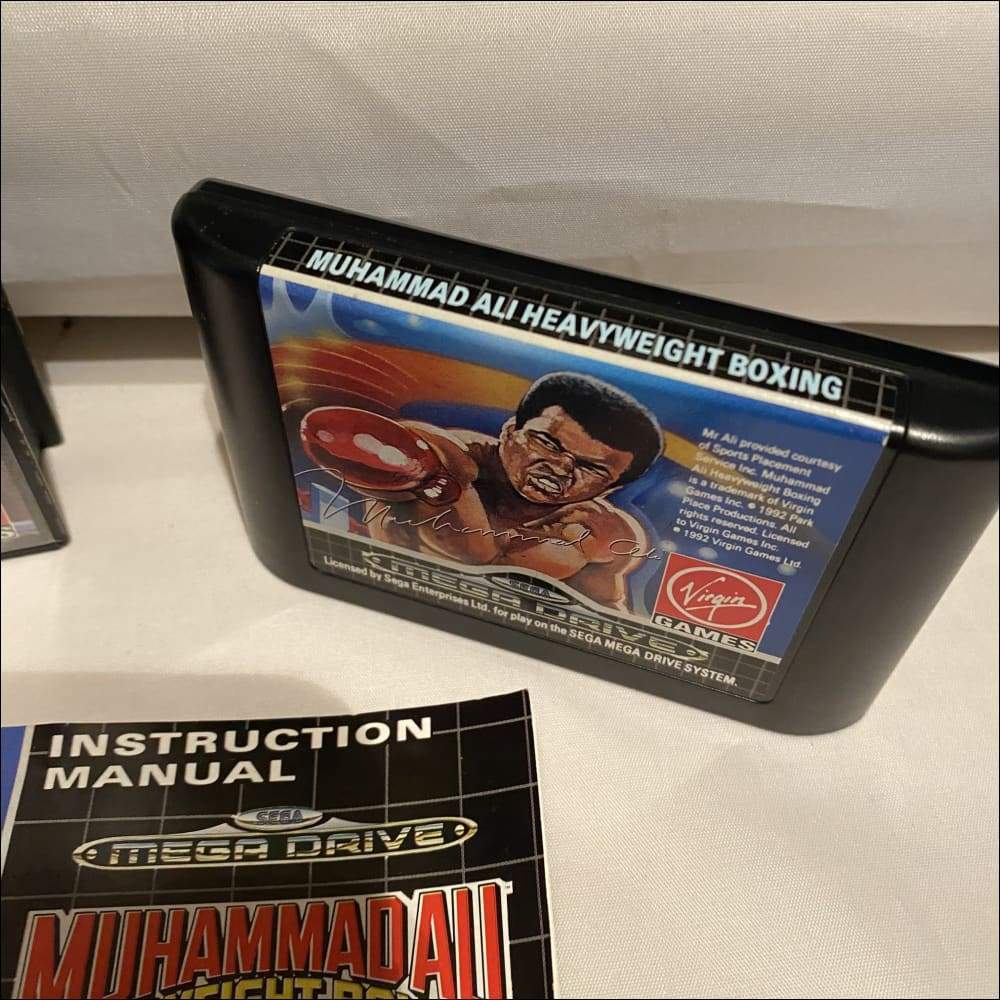 MUHAMMAD ALI HEAVYWEIGHT BOXING
Mr Ali provided courtesy
of Sports Placement
Service Inc. Muhammad
Ali Heavyweight Boxing
is a trademark of Virgin
Games Inc. ● 1992 Park
Place Productions. All
rights reserved. Licensed
to Virgin Games Inc.
● 1992 Virgin Games Ltd.
Muhammad Ali
Virgin
GAMES
SEGA
MEGA DRIVE
Licensed by Sega Enterprises Ltd. for play on the SEGA MEGA DRIVE SYSTEM.
INSTRUCTION
MANUAL
SEGA
MEGA DRIVE
MUHAMMAD ALI™